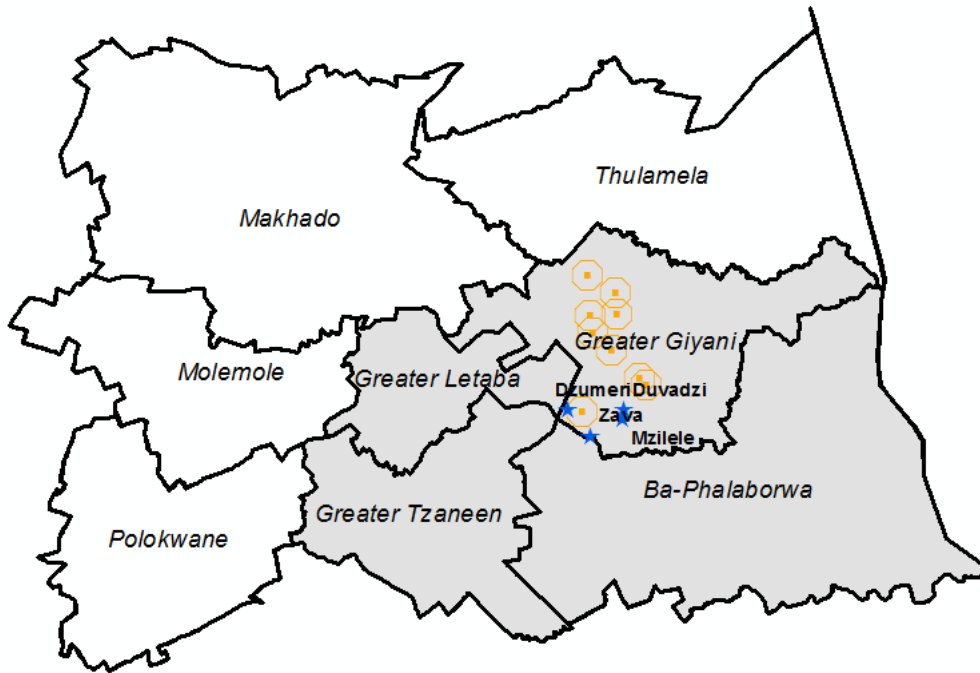 Thulamela
Makhado
Greater Giyani
Molemole
Greater Letaba
Dzumeri
Duvadzi
Zava
Mzilele
Ba-Phalaborwa
Greater Tzaneen
Polokwane